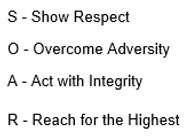 S - Show Respect
O - Overcome Adversity
A - Act with Integrity
R - Reach for the Highest